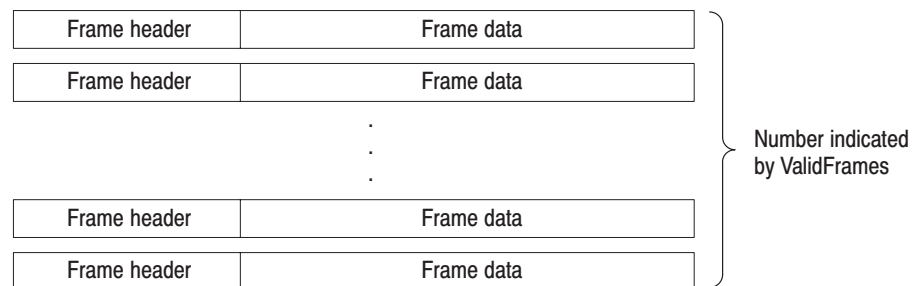 Frame header Frame data
Frame header Frame data
.
.
.
Number indicated
by ValidFrames
Frame header Frame data
Frame header Frame data